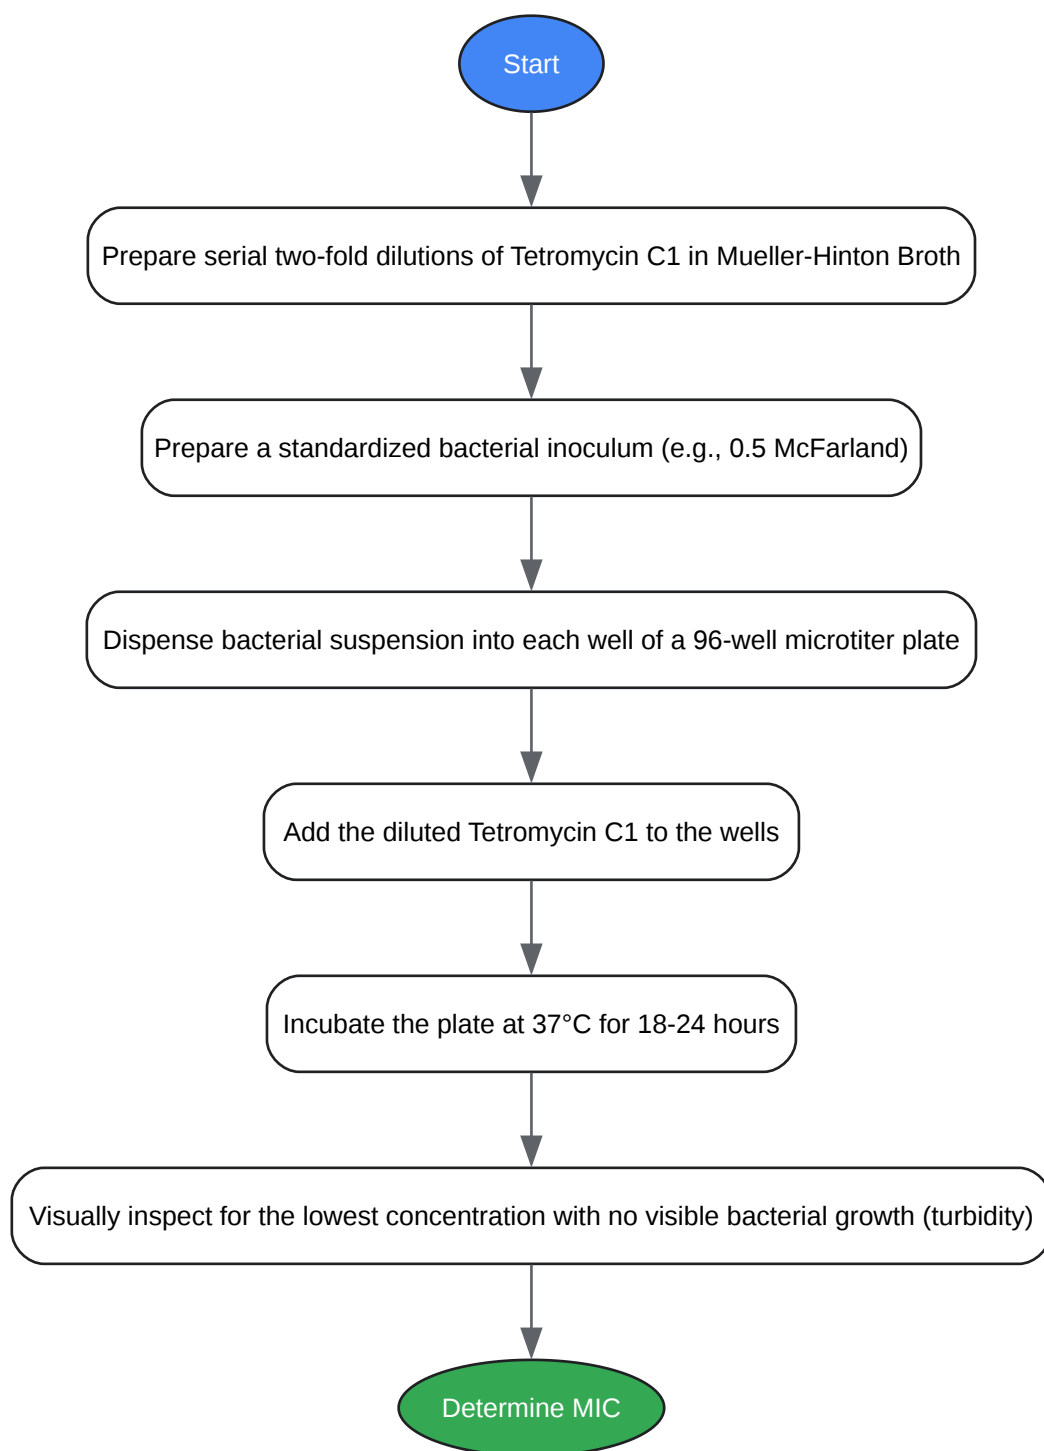 Start
Prepare serial two-fold dilutions of Tetromycin C1 in Mueller-Hinton Broth
Prepare a standardized bacterial inoculum (e.g., 0.5 McFarland)
Dispense bacterial suspension into each well of a 96-well microtiter plate
Add the diluted Tetromycin C1 to the wells
Incubate the plate at 37°C for 18-24 hours
Visually inspect for the lowest concentration with no visible bacterial growth (turbidity)
Determine MIC